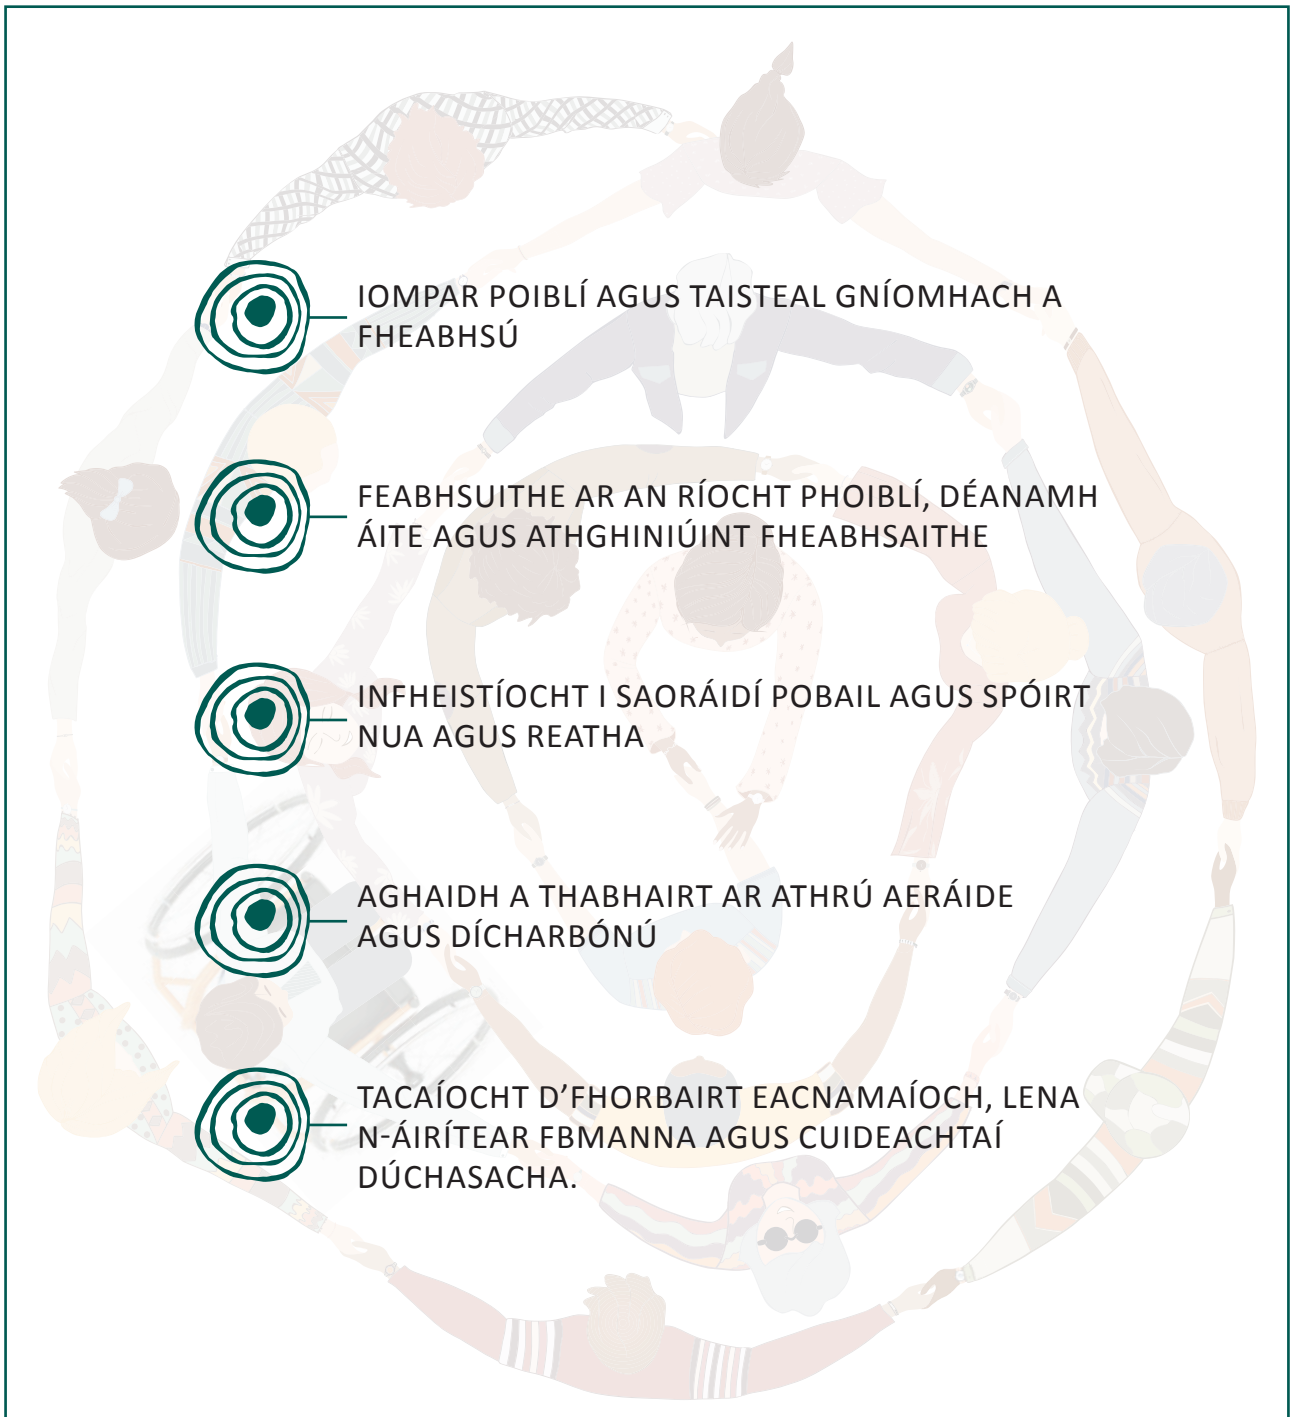 IOMPAR POIBLÍ AGUS TAISTEAL GNÍOMHACH A
FHEABHSÚ
FEABHSUITHE AR AN RÍOCHT PHOIBLÍ, DÉANAMH
ÁITE AGUS ATHGHINIÚINT FHEABHSAITHE
INFHEISTÍOCHT I SAORÁIDÍ POBAIL AGUS SPÓIRT
NUA AGUS REATHA
AGHAIDH A THABHAIRT AR ATHRÚ AERÁIDE
AGUS DÍCHARBÓNÚ
TACAÍOCHT D’FHORBAIRT EACNAMAÍOCH, LENA
N-ÁIRÍTEAR FBMANNA AGUS CUIDEACHTAÍ
DÚCHASACHA.